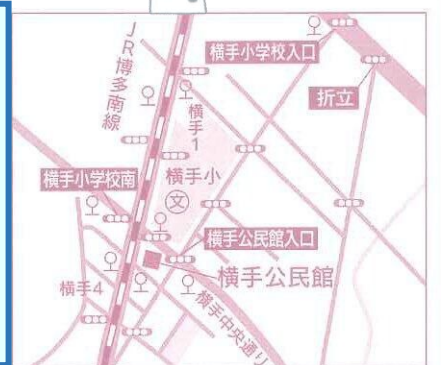 横手小学校入口
JR博多南線
折立
横手1
横手小学校南
横手小
文
横手公民館入口
横手公民館
横手4
横手中央通り